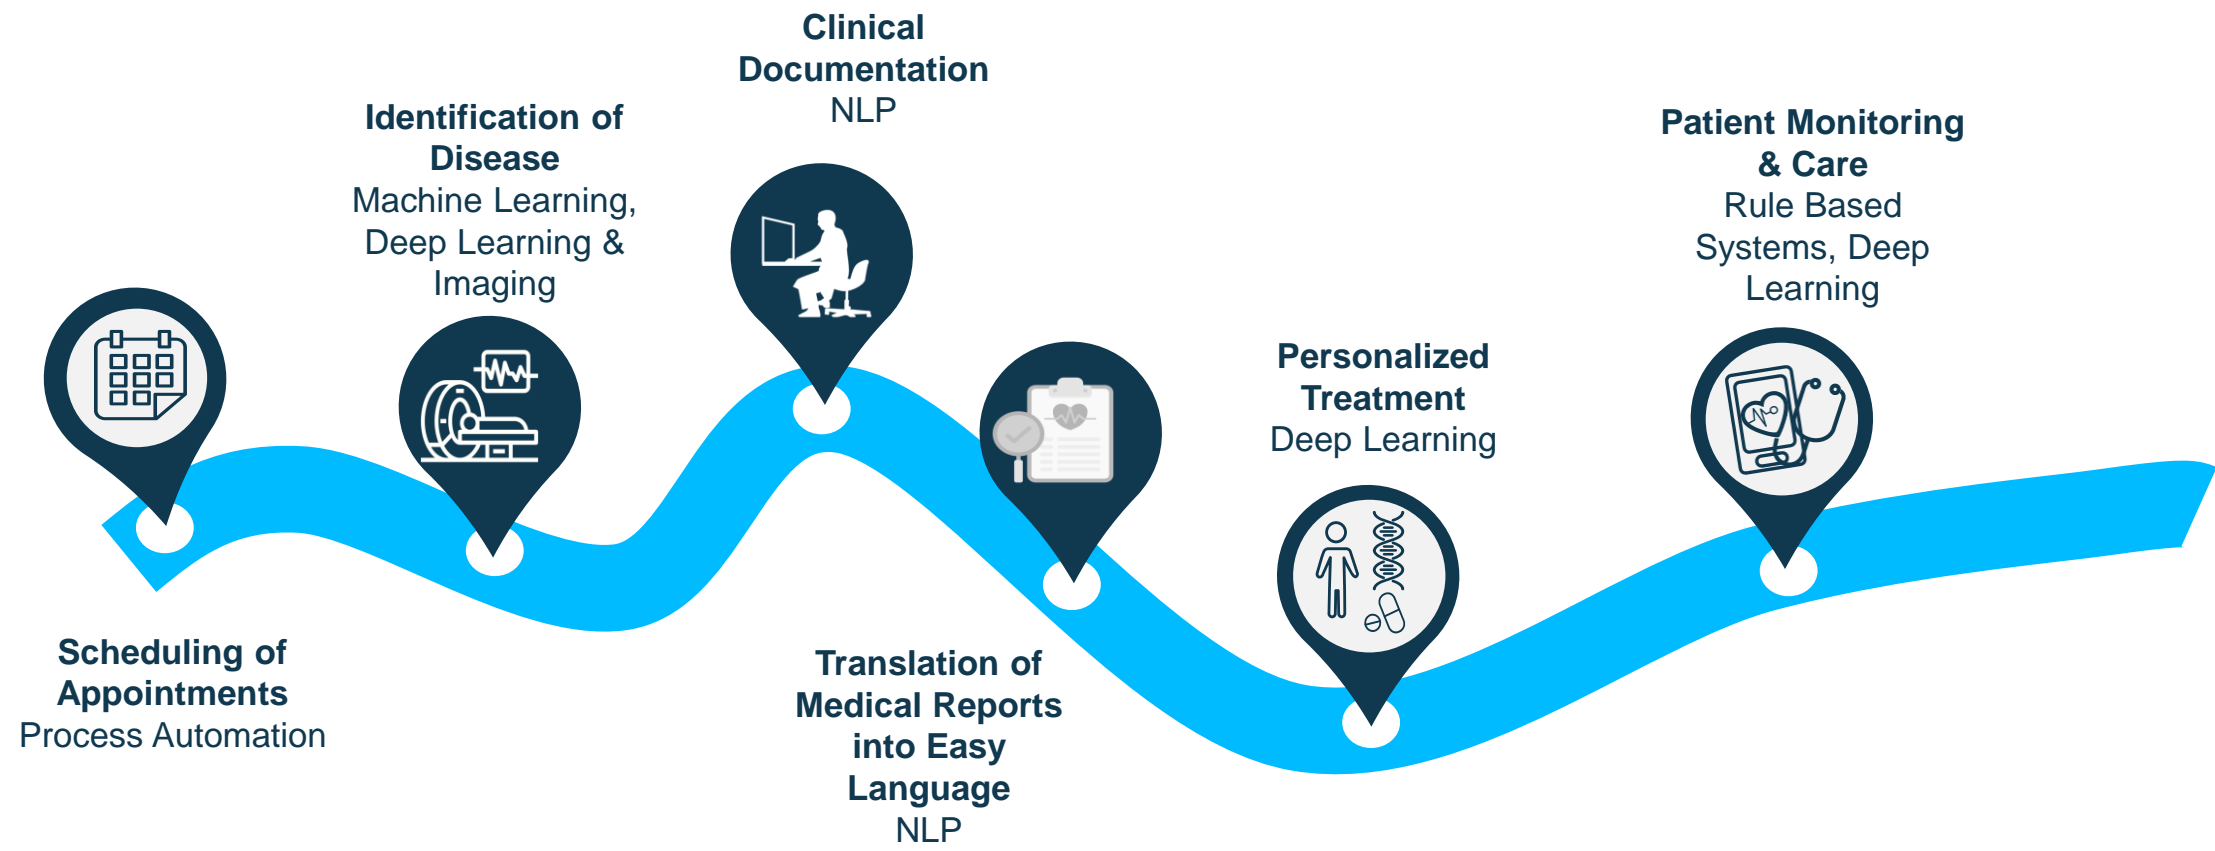 Scheduling of
Appointments
Process Automation
Identification of
Disease
Machine Learning,
Deep Learning &
Imaging
Clinical
Documentation
NLP
Translation of
Medical Reports
into Easy
Language
NLP
Personalized
Treatment
Deep Learning
Patient Monitoring
& Care
Rule Based
Systems, Deep
Learning